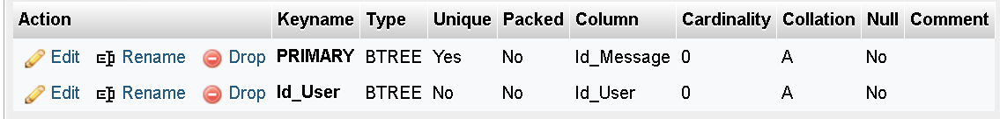 Action Keyname Type Unique Packed Column Cardinality Collation Null Comment
Edit Rename Drop PRIMARY BTREE Yes No Id_Message 0 A No
Edit Rename Drop Id_User BTREE No No Id_User 0 A No